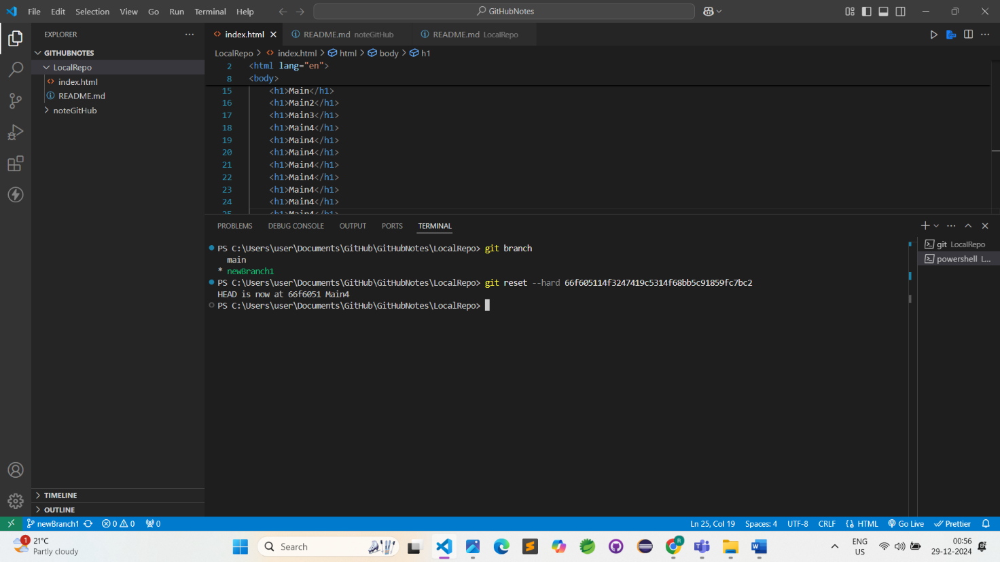 File Edit Selection View Go Run Terminal Help
GitHubNotes
EXPLORER
GITHUBNOTES
LocalRepo
index.html
README.md
noteGitHub
TIMELINE
OUTLINE
index.html README.md noteGitHub README.md LocalRepo
LocalRepo > index.html > html > body > h1
2 <html lang="en">
8 <body>
15 <h1>Main</h1>
16 <h1>Main2</h1>
17 <h1>Main3</h1>
18 <h1>Main4</h1>
19 <h1>Main4</h1>
20 <h1>Main4</h1>
21 <h1>Main4</h1>
22 <h1>Main4</h1>
23 <h1>Main4</h1>
24 <h1>Main4</h1>
25 <h1>Main4</h1>
PROBLEMS DEBUG CONSOLE OUTPUT PORTS TERMINAL
PS C:\Users\user\Documents\GitHub\GitHubNotes\LocalRepo> git branch
main
* newBranch1
PS C:\Users\user\Documents\GitHub\GitHubNotes\LocalRepo> git reset --hard 66f605114f3247419c5314f68bb5c91859fc7bc2
HEAD is now at 66f6051 Main4
PS C:\Users\user\Documents\GitHub\GitHubNotes\LocalRepo>
git LocalRepo
powershell L...
newBranch1 0 0 0 Ln 25, Col 19 Spaces: 4 UTF-8 CRLF HTML Go Live Prettier
1
21°C
Partly cloudy
Search
R
ENG
US
00:56
29-12-2024